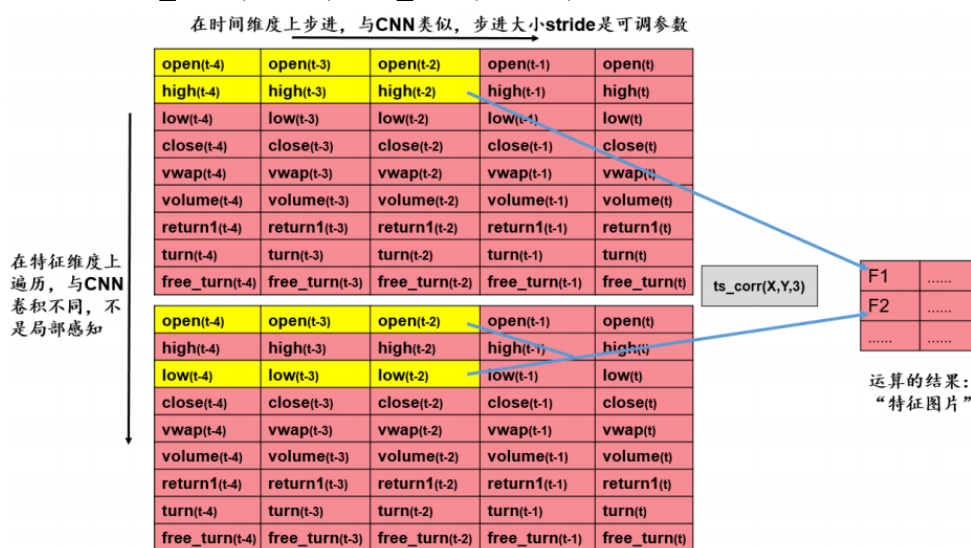 在时间维度上步进，与CNN类似，步进大小stride是可调参数
open(t-4) open(t-3) open(t-2) open(t-1) open(t)
high(t-4) high(t-3) high(t-2) high(t-1) high(t)
low(t-4) low(t-3) low(t-2) low(t-1) low(t)
close(t-4) close(t-3) close(t-2) close(t-1) close(t)
vwap(t-4) vwap(t-3) vwap(t-2) vwap(t-1) vwap(t)
volume(t-4) volume(t-3) volume(t-2) volume(t-1) volume(t)
return1(t-4) return1(t-3) return1(t-2) return1(t-1) return1(t)
turn(t-4) turn(t-3) turn(t-2) turn(t-1) turn(t)
free_turn(t-4) free_turn(t-3) free_turn(t-2) free_turn(t-1) free_turn(t)
在特征维度上
遍历，与CNN
卷积不同，不
是局部感知
ts_corr(X,Y,3)
F1 ......
F2 ......
...... ......
运算的结果：
“特征图片”
open(t-4) open(t-3) open(t-2) open(t-1) open(t)
high(t-4) high(t-3) high(t-2) high(t-1) high(t)
low(t-4) low(t-3) low(t-2) low(t-1) low(t)
close(t-4) close(t-3) close(t-2) close(t-1) close(t)
vwap(t-4) vwap(t-3) vwap(t-2) vwap(t-1) vwap(t)
volume(t-4) volume(t-3) volume(t-2) volume(t-1) volume(t)
return1(t-4) return1(t-3) return1(t-2) return1(t-1) return1(t)
turn(t-4) turn(t-3) turn(t-2) turn(t-1) turn(t)
free_turn(t-4) free_turn(t-3) free_turn(t-2) free_turn(t-1) free_turn(t)